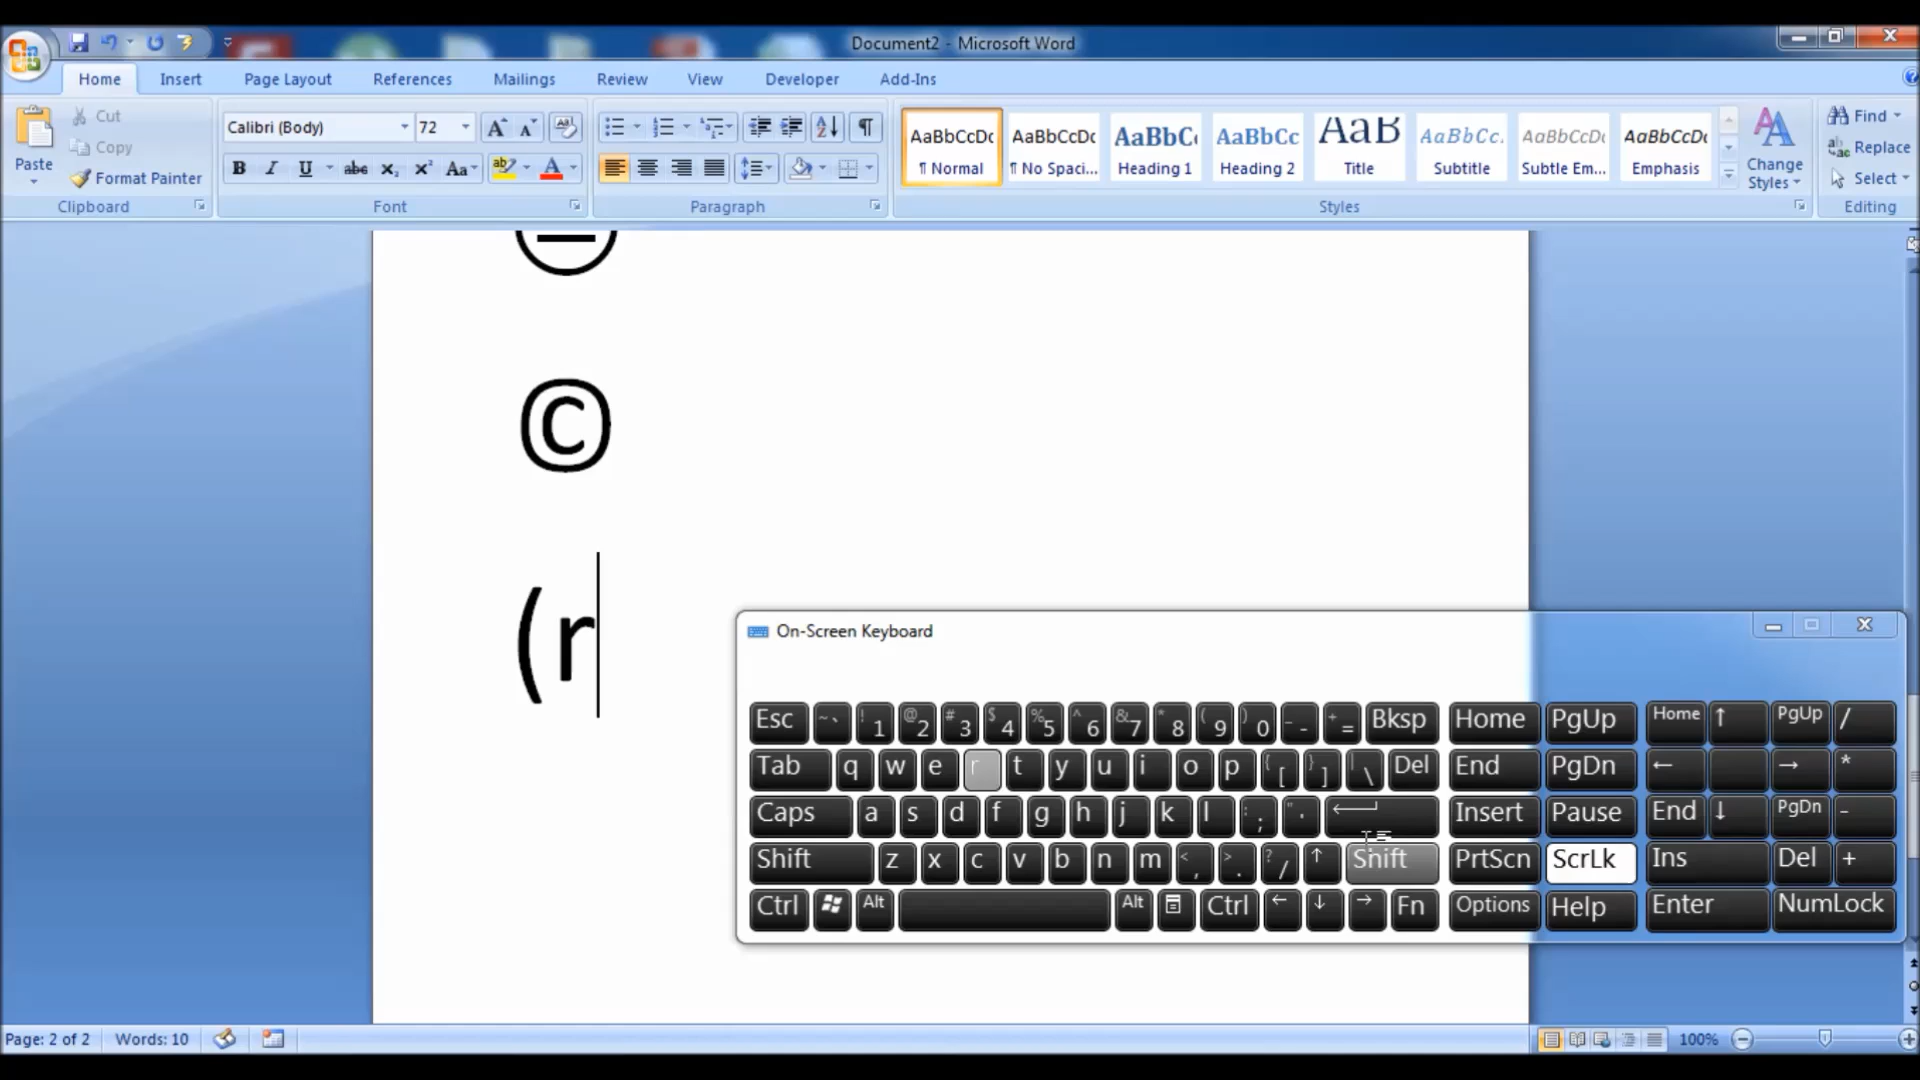 Document2 - Microsoft Word
Home Insert Page Layout References Mailings Review View Developer Add-Ins
Paste
Cut
Copy
Format Painter
Clipboard
Calibri (Body) 72
B I U abc x₂ x² Aa ab A
Font
Paragraph
AaBbCcDc AaBbCcDc AaBbC AaBbCc AaB AaBbCc. AaBbCcDc AaBbCcDc
¶ Normal ¶ No Spaci... Heading 1 Heading 2 Title Subtitle Subtle Em... Emphasis
Styles
Change Styles
Find
Replace
Select
Editing
©
(r
On-Screen Keyboard
Esc ~ ` ! 1 @ 2 # 3 $ 4 % 5 ^ 6 & 7 * 8 ( 9 ) 0 _ - + = Bksp Home PgUp Home ↑ PgUp /
Tab q w e r t y u i o p { [ } ] | \ Del End PgDn ← → *
Caps a s d f g h j k l : ; " ' Insert Pause End ↓ PgDn -
Shift z x c v b n m < , > . ? / ↑ Shift PrtScn ScrLk Ins Del +
Ctrl Alt Alt Ctrl ← ↓ → Fn Options Help Enter NumLock
Page: 2 of 2 Words: 10 100%